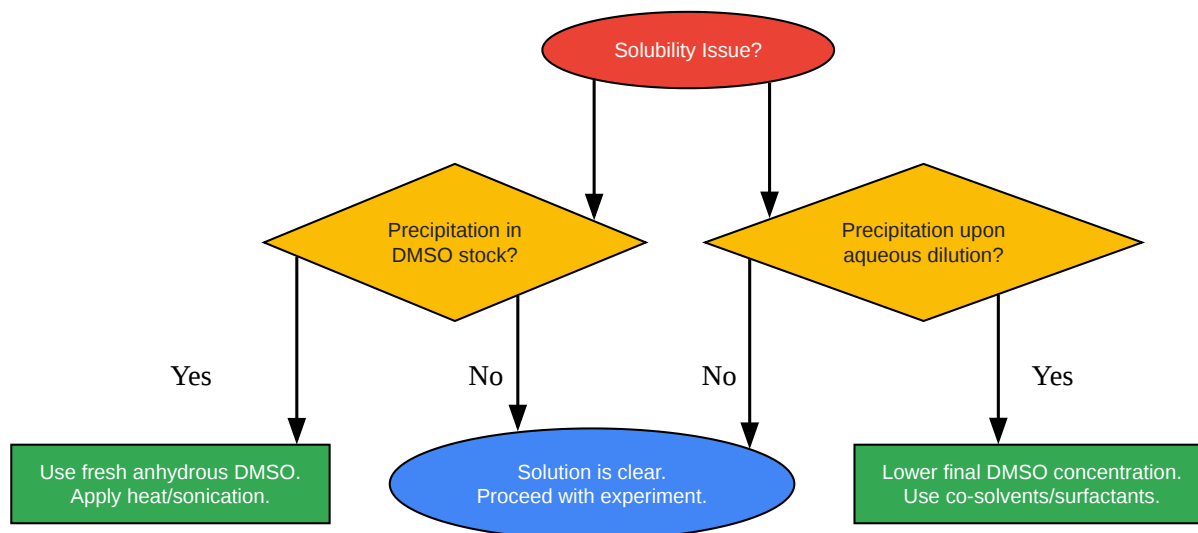 Solubility Issue?
Precipitation in
DMSO stock?
Precipitation upon
aqueous dilution?
Yes
No
No
Yes
Use fresh anhydrous DMSO.
Apply heat/sonication.
Solution is clear.
Proceed with experiment.
Lower final DMSO concentration.
Use co-solvents/surfactants.